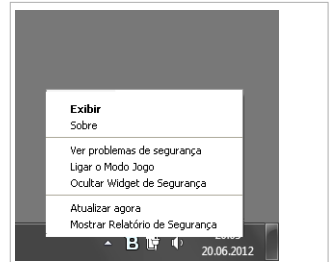 Exibir
Sobre
Ver problemas de segurança
Ligar o Modo Jogo
Ocultar Widget de Segurança
Atualizar agora
Mostrar Relatório de Segurança
B
20.06.2012